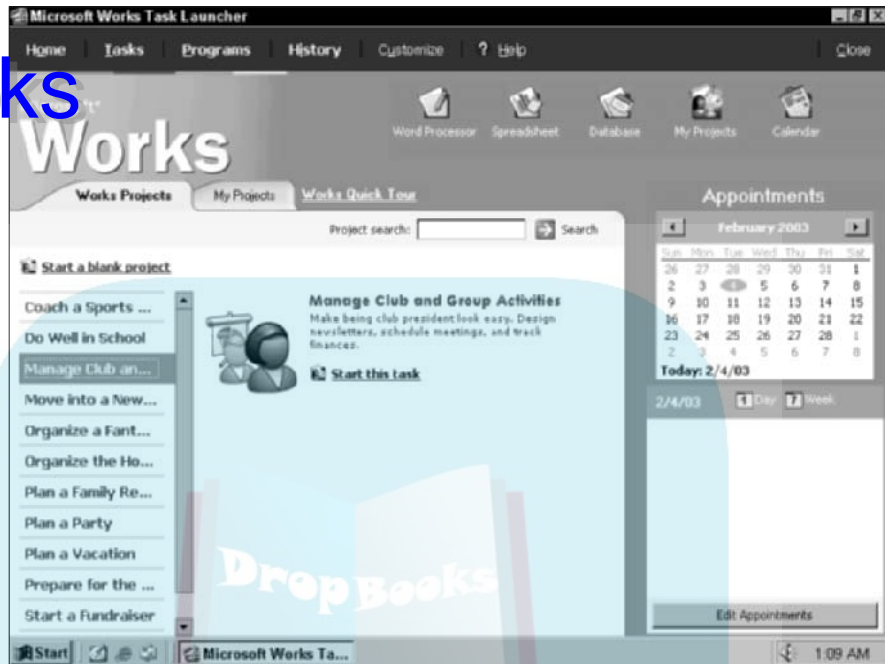 Microsoft Works Task Launcher
Home Tasks Programs History Customize ? Help Close
ks
Works
Word Processor Spreadsheet Database My Projects Calendar
Works Projects My Projects Works Quick Tour
Appointments
Project search: Search
February 2003
Sun Mon Tue Wed Thu Fri Sat
26 27 28 29 30 31 1
2 3 4 5 6 7 8
9 10 11 12 13 14 15
16 17 18 19 20 21 22
23 24 25 26 27 28 1
2 3 4 5 6 7 8
Today: 2/4/03
2/4/03 1 Day 7 Week
Start a blank project
Coach a Sports ...
Do Well in School
Manage Club an...
Move into a New...
Organize a Fant...
Organize the Ho...
Plan a Family Re...
Plan a Party
Plan a Vacation
Prepare for the ...
Start a Fundraiser
Manage Club and Group Activities
Make being club president look easy. Design
newsletters, schedule meetings, and track
finances.
Start this task
DropBooks
Edit Appointments
Start Microsoft Works Ta... 1:09 AM